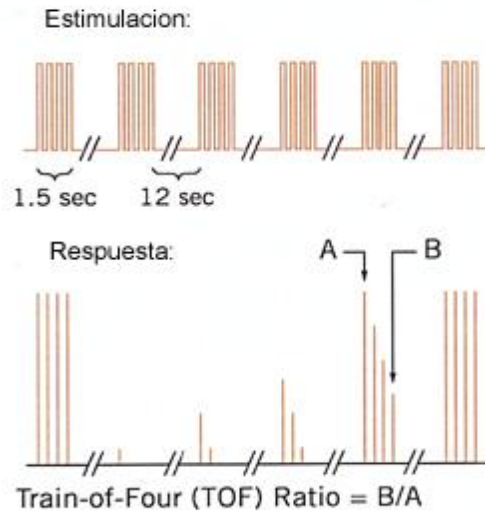 Estimulacion:
1.5 sec 12 sec
Respuesta:
A B
Train-of-Four (TOF) Ratio = B/A